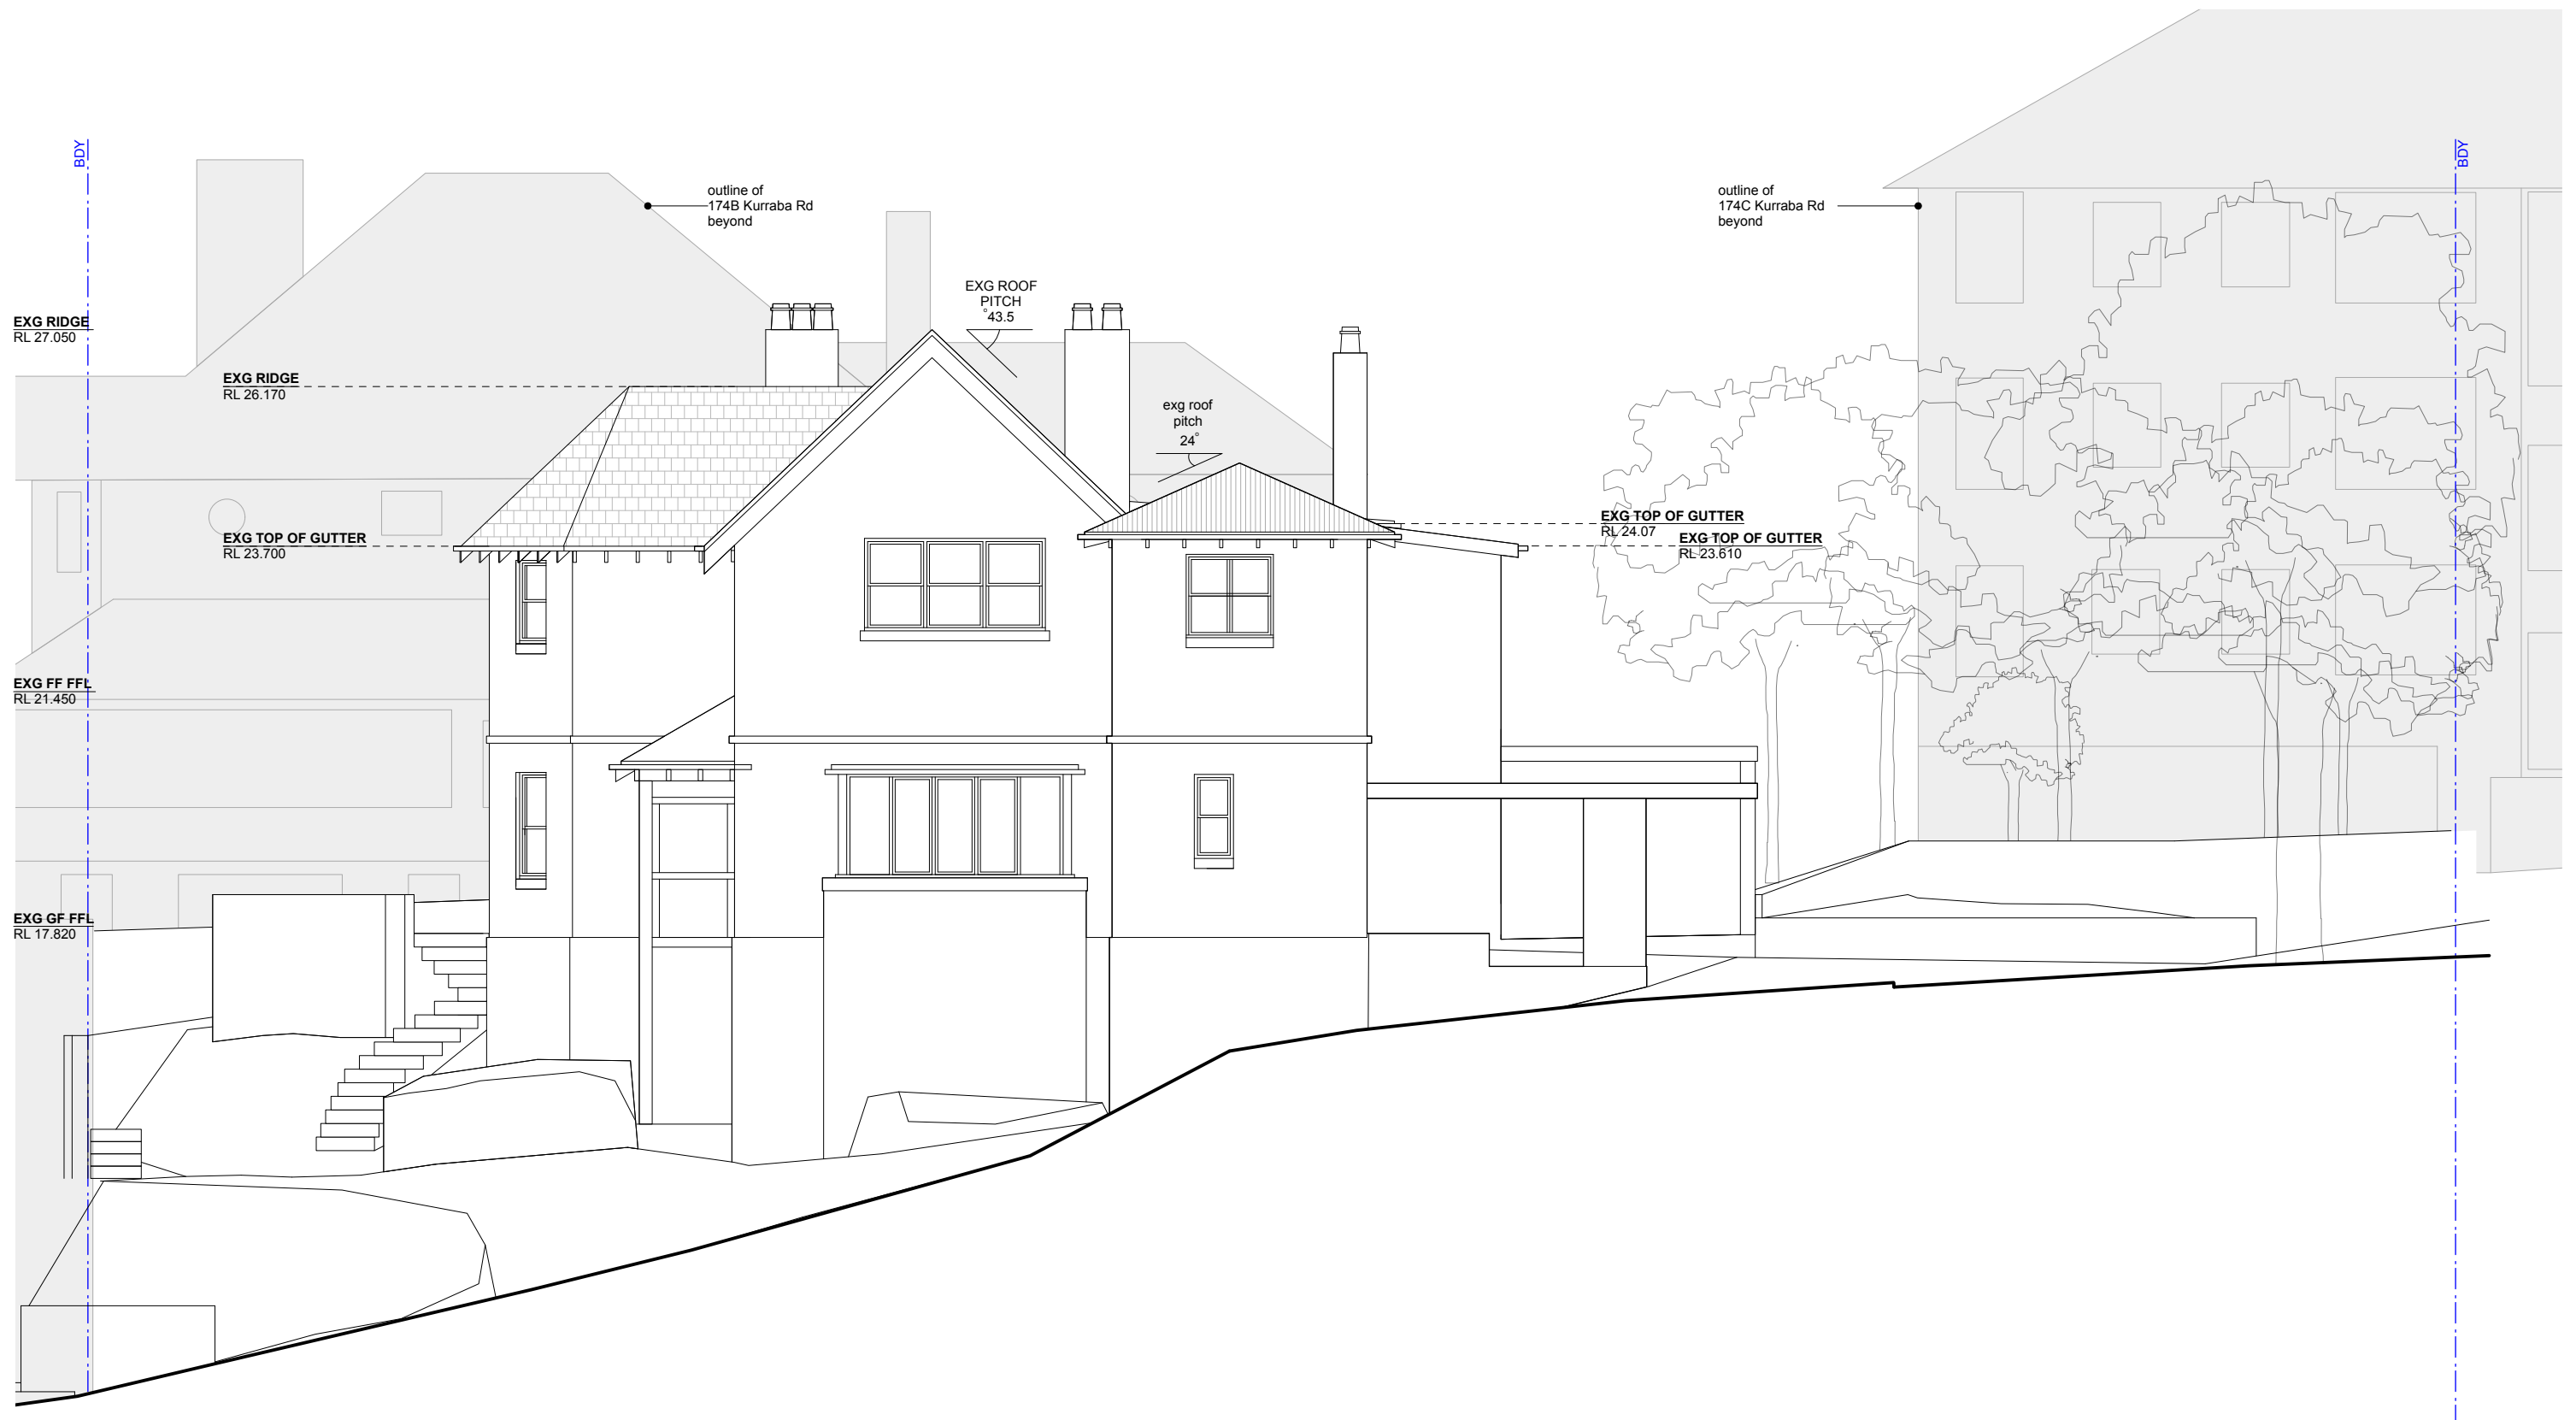 BDY
BDY
outline of
174B Kurraba Rd
beyond
outline of
174C Kurraba Rd
beyond
EXG ROOF
PITCH
°43.5
EXG RIDGE
RL 27.050
EXG RIDGE
RL 26.170
exg roof
pitch
24°
EXG TOP OF GUTTER
RL 24.07
EXG TOP OF GUTTER
RL 23.700
EXG TOP OF GUTTER
RL 23.610
EXG FF FFL
RL 21.450
EXG GF FFL
RL 17.820